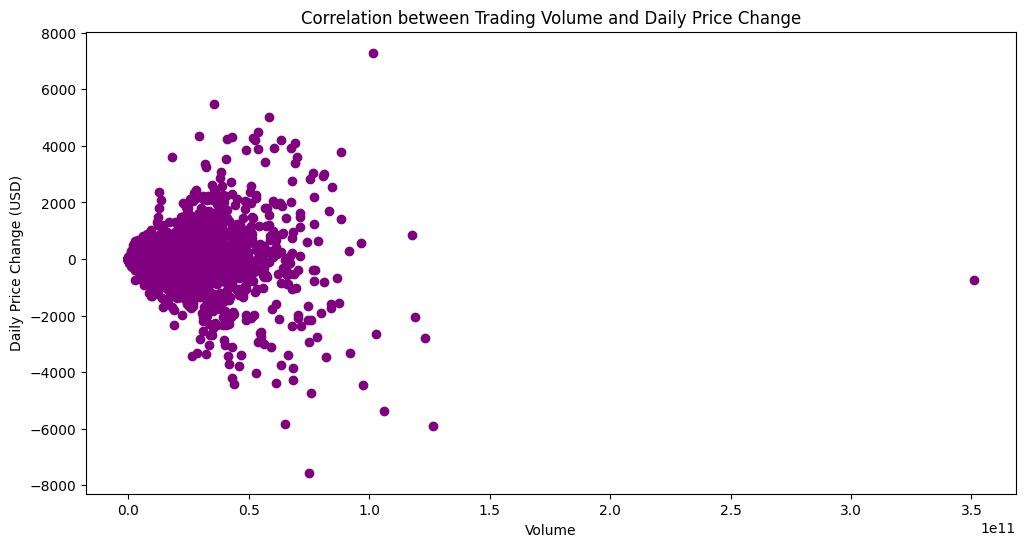 Correlation between Trading Volume and Daily Price Change
8000
6000
4000
2000
0
−2000
−4000
−6000
−8000
Daily Price Change (USD)
0.0 0.5 1.0 1.5 2.0 2.5 3.0 3.5
1e11
Volume